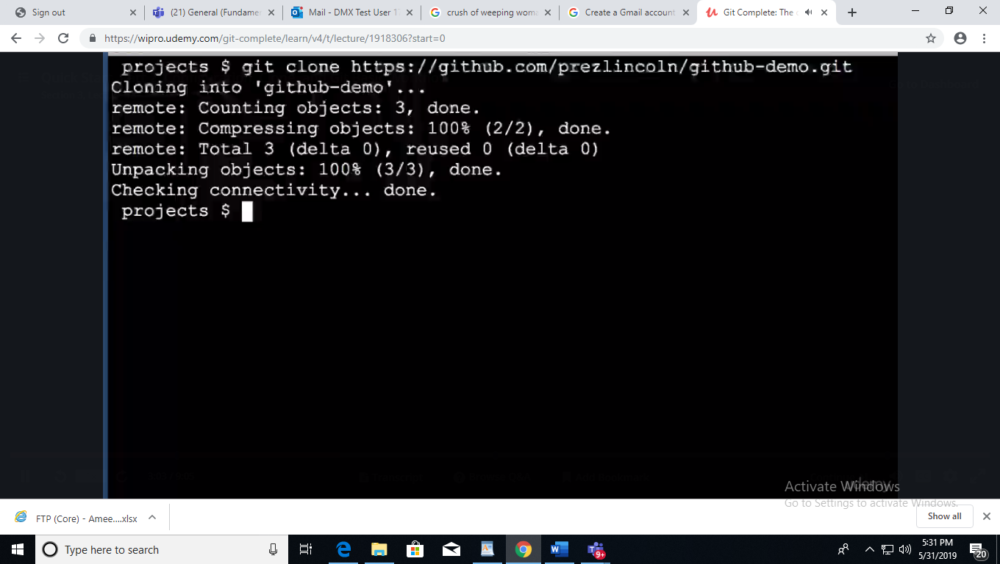 Sign out
(21) General (Fundamer
Mail - DMX Test User 1
crush of weeping woma
Create a Gmail account
Git Complete: The
https://wipro.udemy.com/git-complete/learn/v4/t/lecture/1918306?start=0
projects $ git clone https://github.com/prezlincoln/github-demo.git
Cloning into 'github-demo'...
remote: Counting objects: 3, done.
remote: Compressing objects: 100% (2/2), done.
remote: Total 3 (delta 0), reused 0 (delta 0)
Unpacking objects: 100% (3/3), done.
Checking connectivity... done.
projects $
udemy
Activate Windows
Go to Settings to activate Windows.
FTP (Core) - Amee....xlsx
Show all
Type here to search
9+
5:31 PM
5/31/2019
20